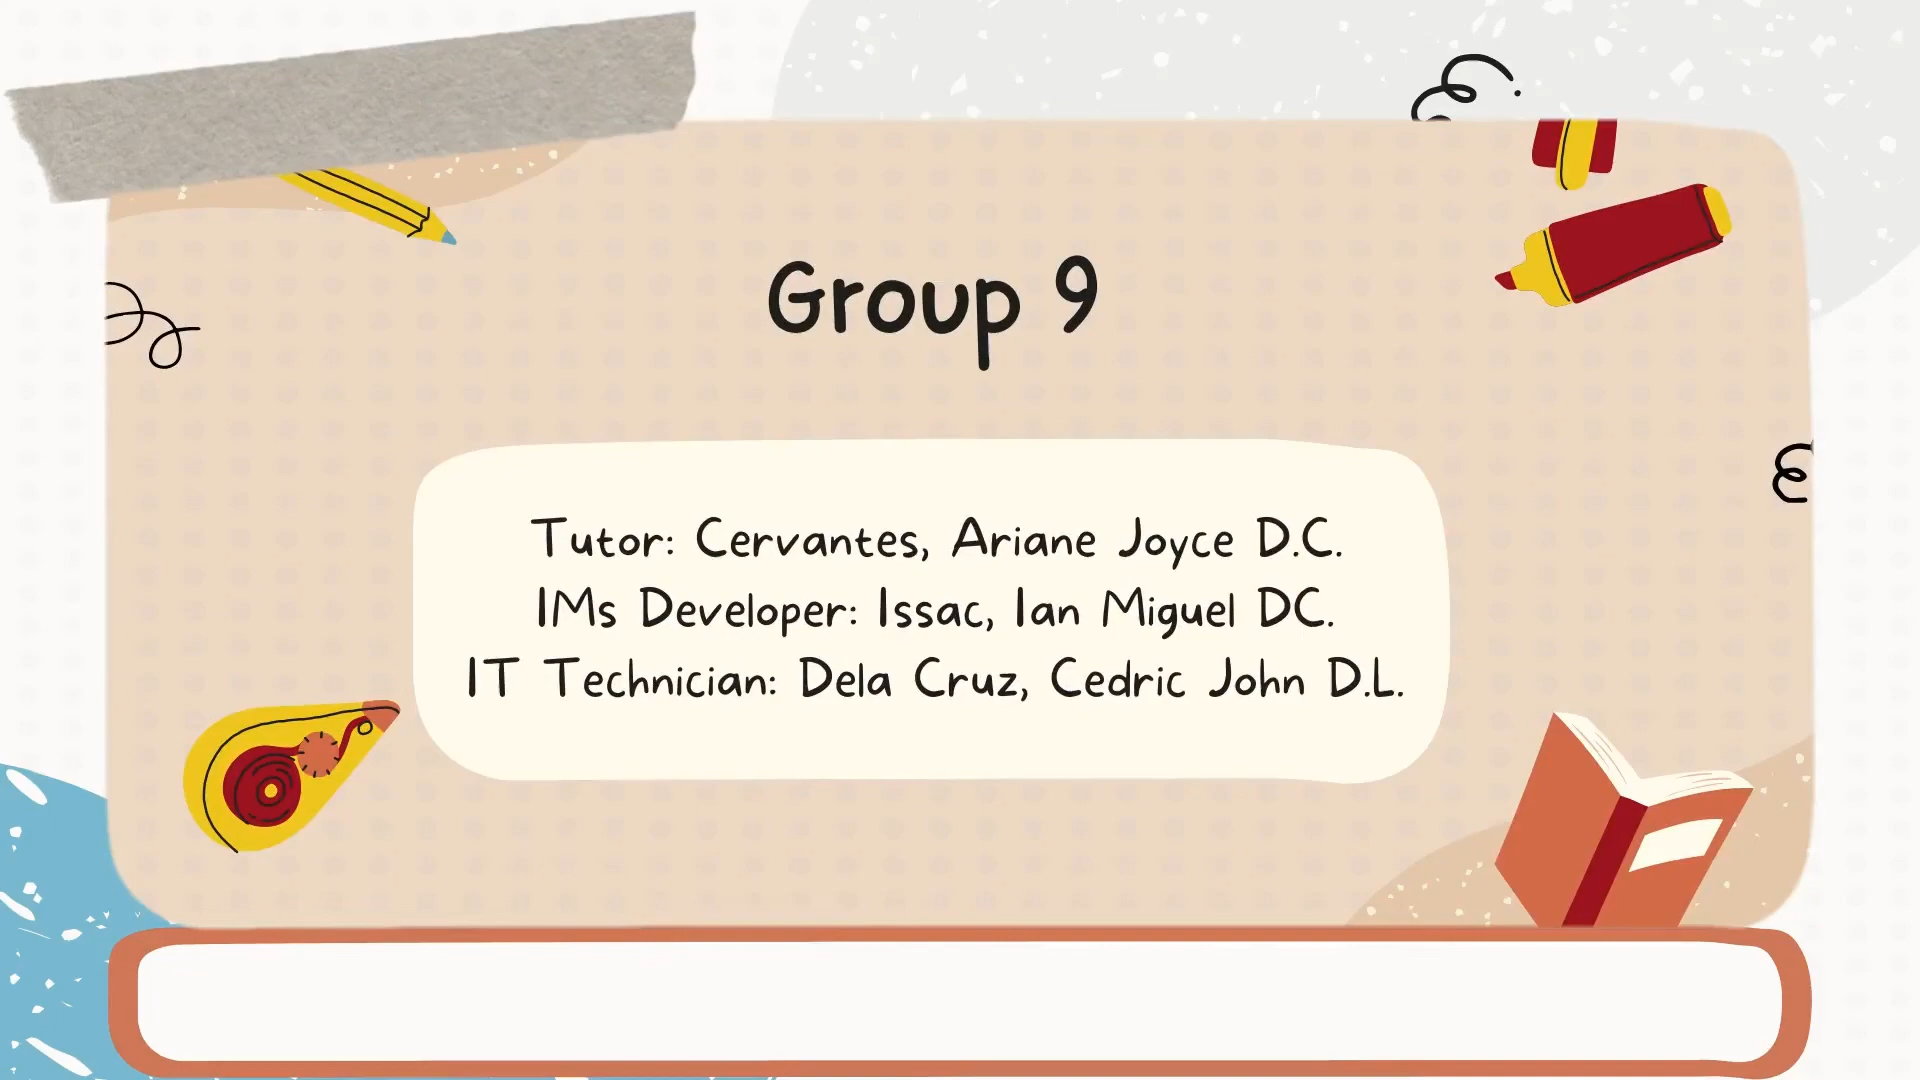 Group 9
Tutor: Cervantes, Ariane Joyce D.C.
IMs Developer: Issac, Ian Miguel DC.
IT Technician: Dela Cruz, Cedric John D.L.